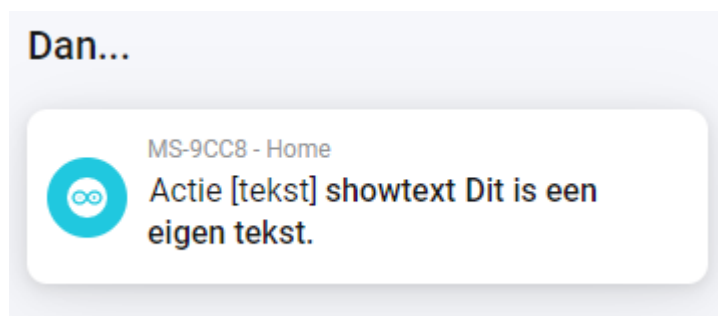 Dan...
MS-9CC8 - Home
Actie [tekst] showtext Dit is een
eigen tekst.